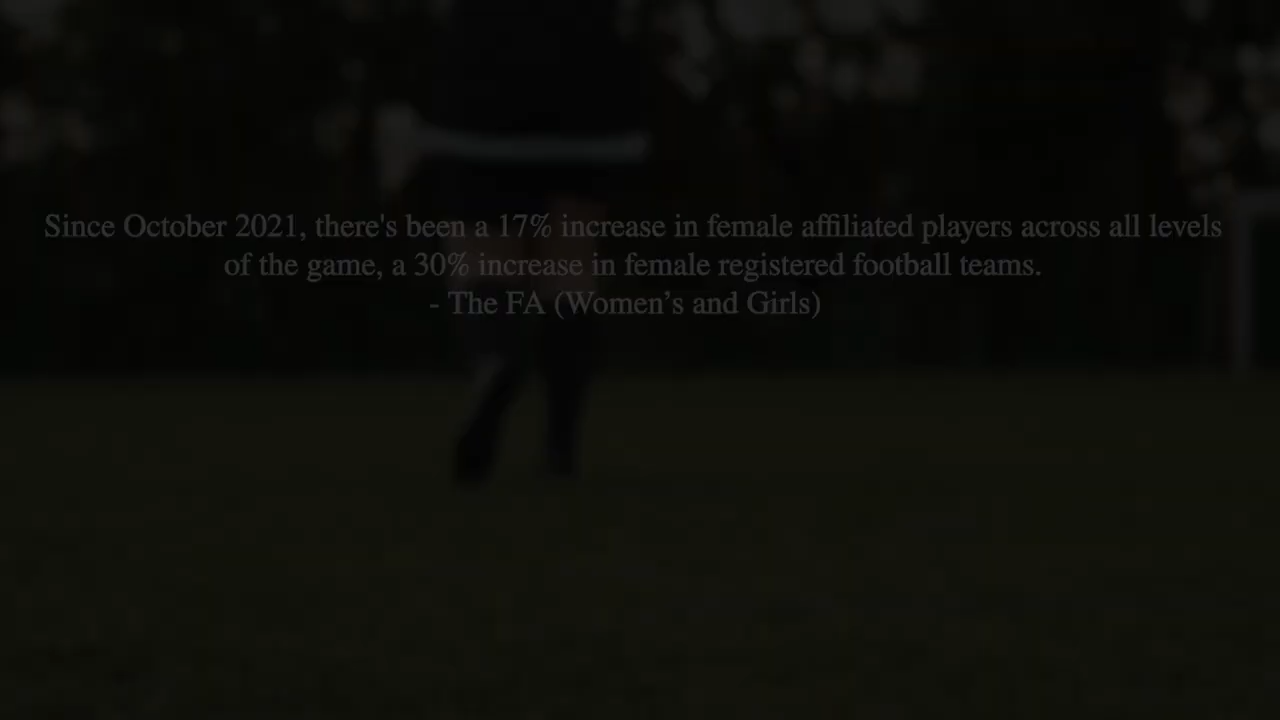 Since October 2021, there's been a 17% increase in female affiliated players across all levels
of the game, a 30% increase in female registered football teams.
- The FA (Women’s and Girls)